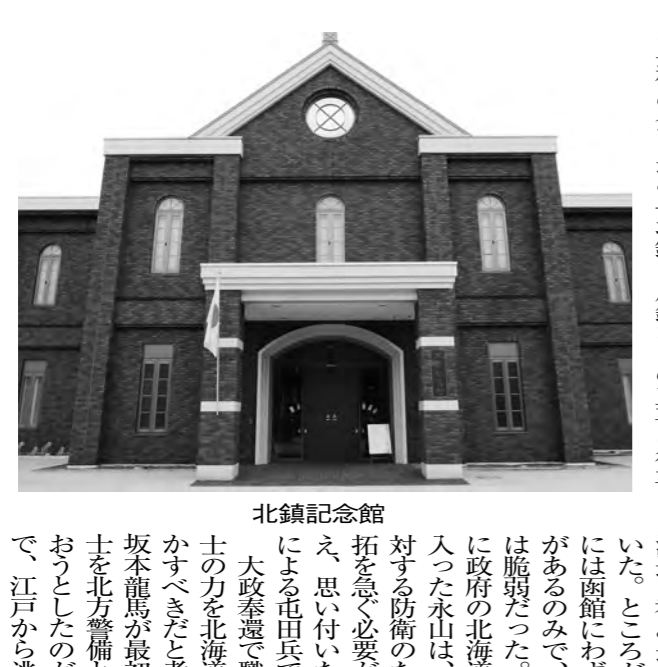 北鎮記念館
いた。ところだ
には函館にわず
があるのみで、
は脆弱だった。
に政府の北海道
入った永山は、
対する防衛のた
拓を急ぐ必要が
え、思い付いた
による屯田兵で
大政奉還で職
士の力を北海道
かすべきだと考
坂本龍馬が最初
士を北方警備
おうとしたのが
で、江戸から逃